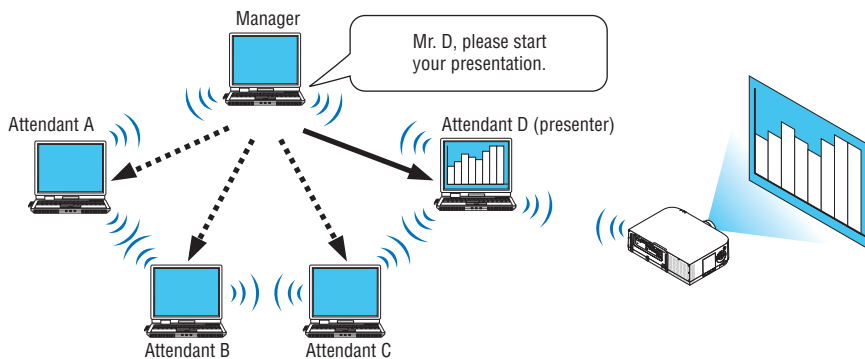 Manager
Mr. D, please start
your presentation.
Attendant A
Attendant D (presenter)
Attendant B
Attendant C